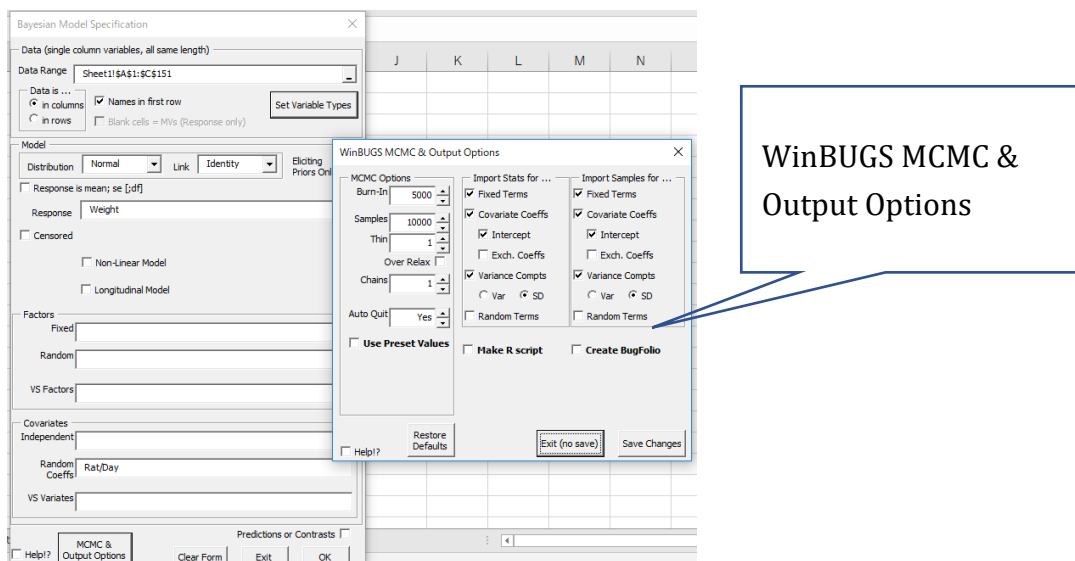 Bayesian Model Specification
Data (single column variables, all same length)
Data Range Sheet1!$A$1:$C$151 _
Data is ...
in columns
in rows
Names in first row
Blank cells = MVs (Response only)
Set Variable Types
Model
Distribution Normal Link Identity
Eliciting
Priors Onl
Response is mean; se [;df]
Response Weight
Censored
Non-Linear Model
Longitudinal Model
Factors
Fixed
Random
VS Factors
Covariates
Independent
Random
Coeffs
Rat/Day
VS Variates
Predictions or Contrasts
Help!?
MCMC &
Output Options
Clear Form Exit OK
J K L M N
WinBUGS MCMC & Output Options
MCMC Options
Burn-In 5000
Samples 10000
Thin 1
Over Relax
Chains 1
Auto Quit Yes
Use Preset Values
Import Stats for ...
Fixed Terms
Covariate Coeffs
Intercept
Exch. Coeffs
Variance Compts
Var SD
Random Terms
Import Samples for ...
Fixed Terms
Covariate Coeffs
Intercept
Exch. Coeffs
Variance Compts
Var SD
Random Terms
Make R script
Create BugFolio
Help!?
Restore
Defaults
Exit (no save)
Save Changes
WinBUGS MCMC &
Output Options